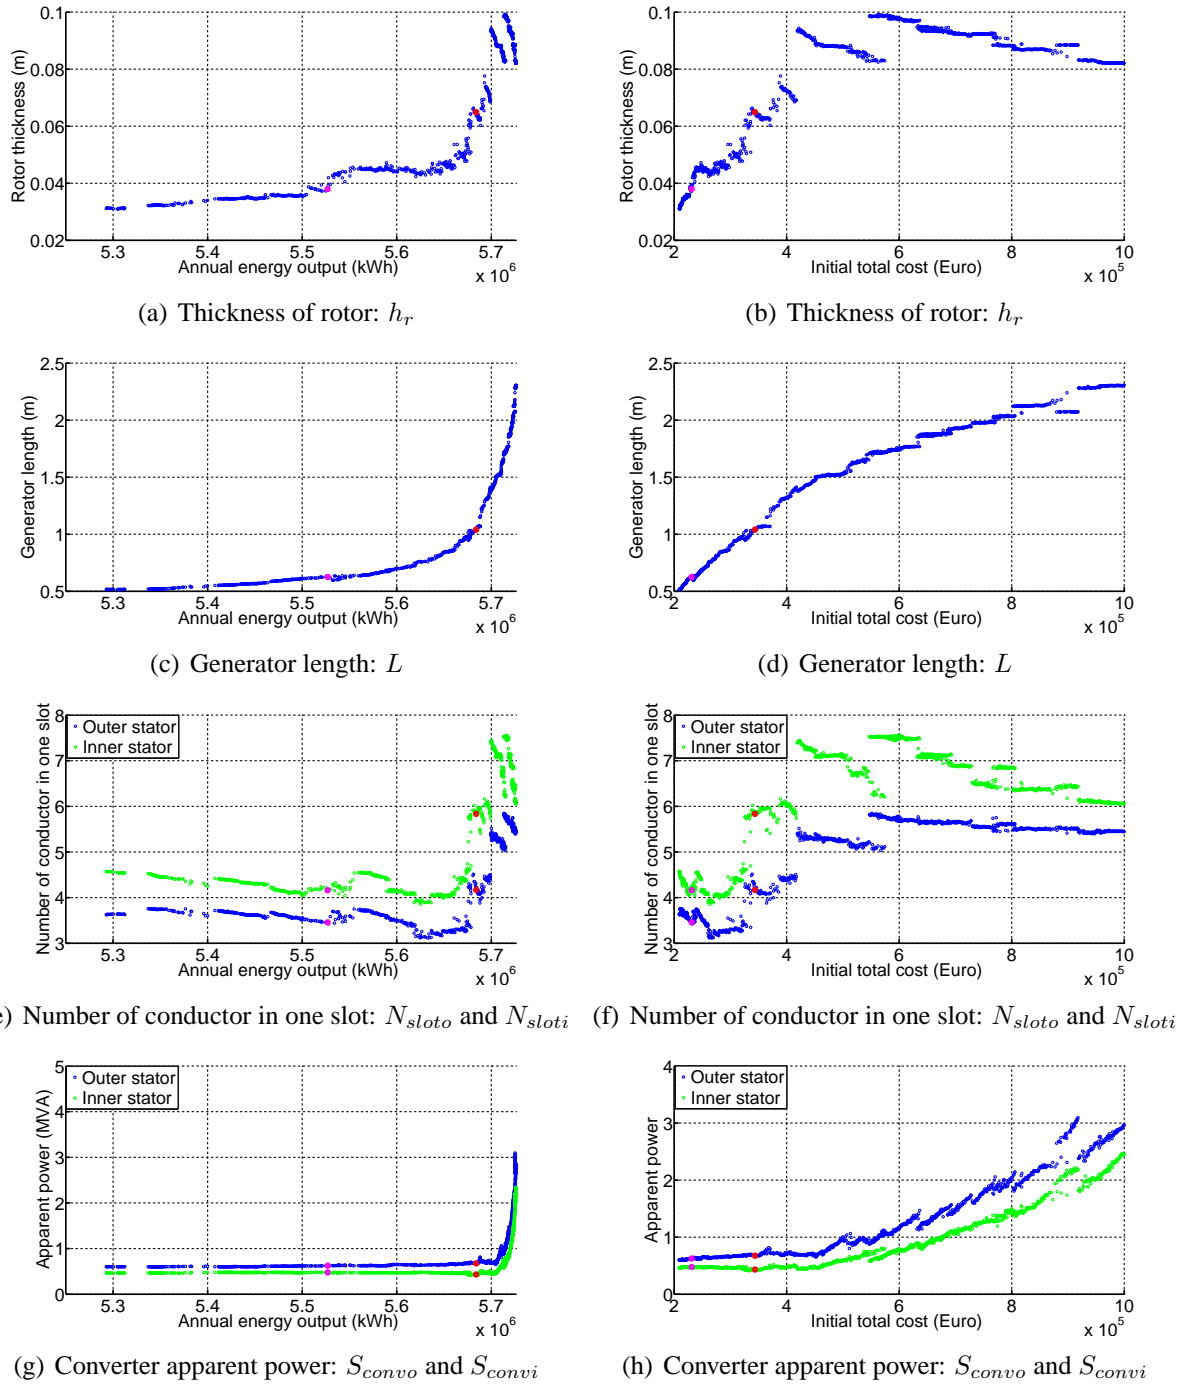 0.1
0.08
0.06
0.04
0.02
Rotor thickness (m)
5.3 5.4 5.5 5.6 5.7
Annual energy output (kWh)
x 10^6
(a) Thickness of rotor: h_r
0.1
0.08
0.06
0.04
0.02
Rotor thickness (m)
2 4 6 8 10
Initial total cost (Euro)
x 10^5
(b) Thickness of rotor: h_r
2.5
2
1.5
1
0.5
Generator length (m)
5.3 5.4 5.5 5.6 5.7
Annual energy output (kWh)
x 10^6
(c) Generator length: L
2.5
2
1.5
1
0.5
Generator length (m)
2 4 6 8 10
Initial total cost (Euro)
x 10^5
(d) Generator length: L
8
7
6
5
4
3
Number of conductor in one slot
Outer stator
Inner stator
5.3 5.4 5.5 5.6 5.7
Annual energy output (kWh)
x 10^6
e) Number of conductor in one slot: N_sloto and N_sloti
8
7
6
5
4
3
Number of conductor in one slot
Outer stator
Inner stator
2 4 6 8 10
Initial total cost (Euro)
x 10^5
(f) Number of conductor in one slot: N_sloto and N_sloti
5
4
3
2
1
0
Apparent power (MVA)
Outer stator
Inner stator
5.3 5.4 5.5 5.6 5.7
Annual energy output (kWh)
x 10^6
(g) Converter apparent power: S_convo and S_convi
4
3
2
1
0
Apparent power
Outer stator
Inner stator
2 4 6 8 10
Initial total cost (Euro)
x 10^5
(h) Converter apparent power: S_convo and S_convi